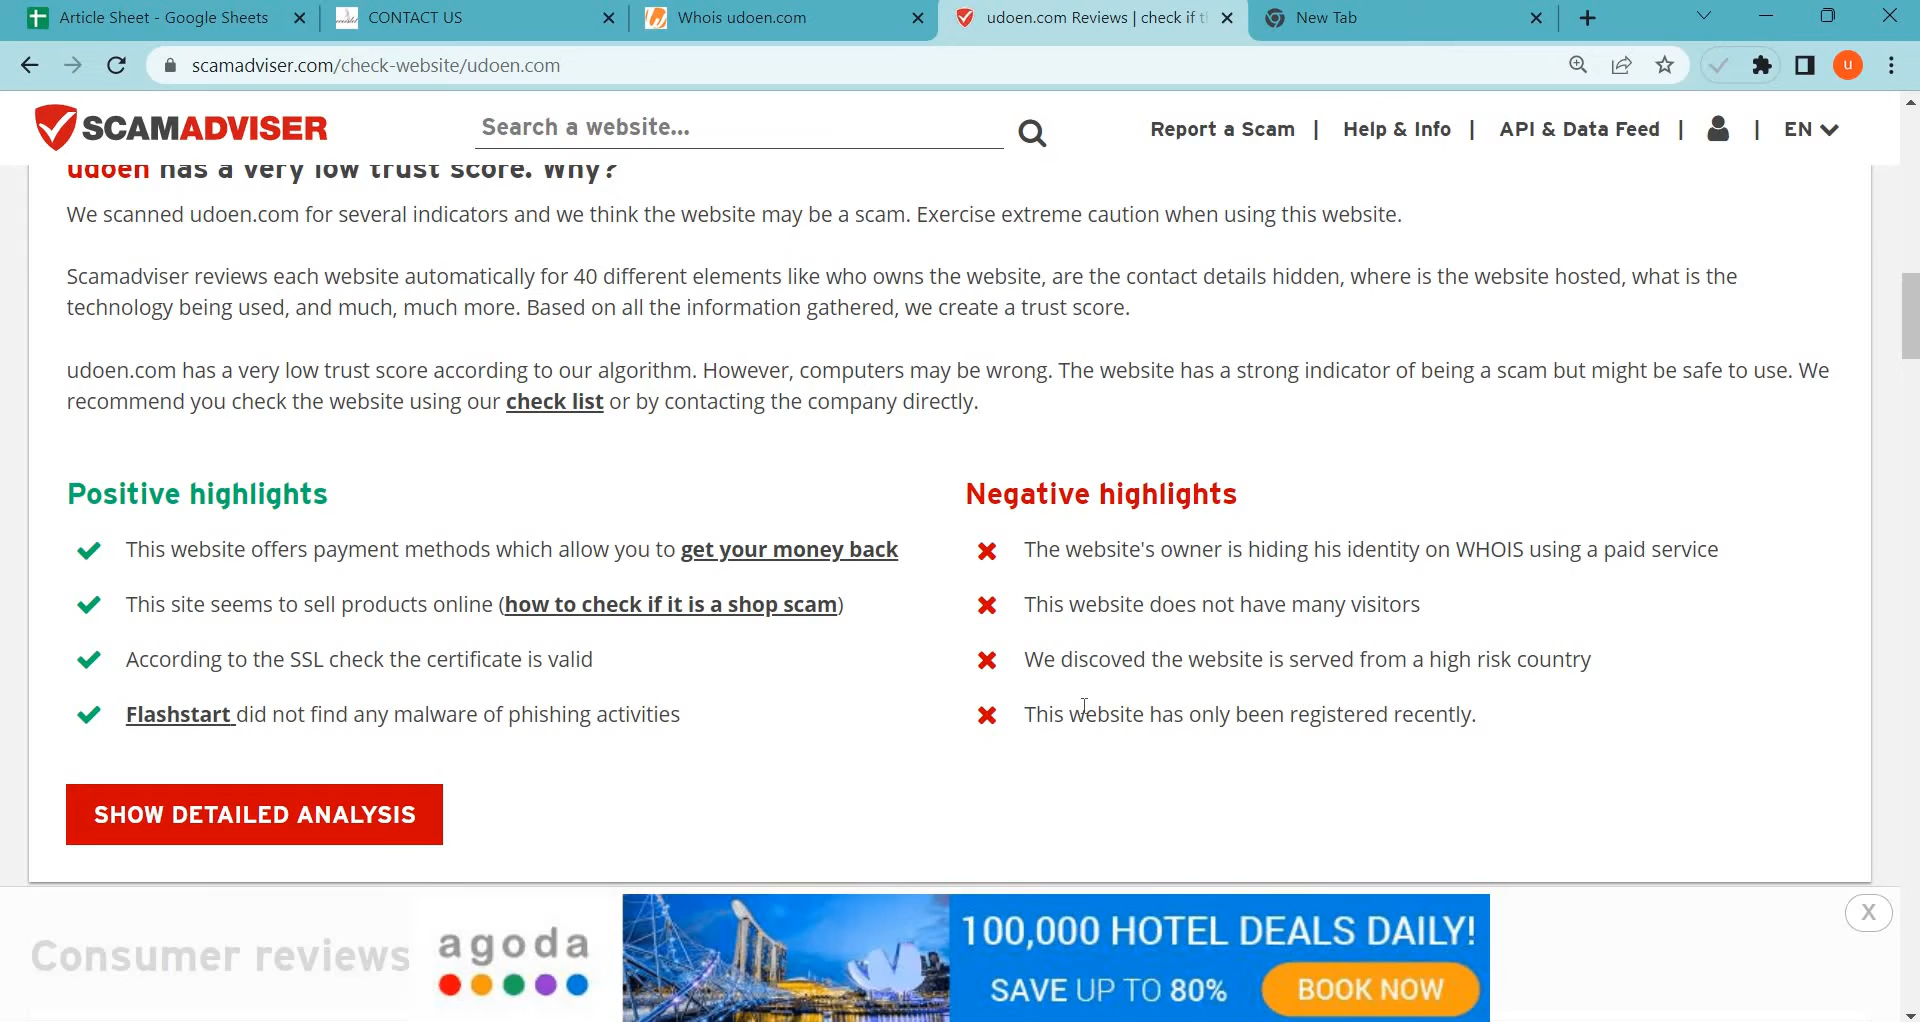 Article Sheet - Google Sheets
CONTACT US
Whois udoen.com
udoen.com Reviews | check if t
New Tab
scamadviser.com/check-website/udoen.com
u
SCAMADVISER
Search a website...
Report a Scam | Help & Info | API & Data Feed | | EN
udoen has a very low trust score. Why?
We scanned udoen.com for several indicators and we think the website may be a scam. Exercise extreme caution when using this website.
Scamadviser reviews each website automatically for 40 different elements like who owns the website, are the contact details hidden, where is the website hosted, what is the
technology being used, and much, much more. Based on all the information gathered, we create a trust score.
udoen.com has a very low trust score according to our algorithm. However, computers may be wrong. The website has a strong indicator of being a scam but might be safe to use. We
recommend you check the website using our check list or by contacting the company directly.
Positive highlights
This website offers payment methods which allow you to get your money back
This site seems to sell products online (how to check if it is a shop scam)
According to the SSL check the certificate is valid
Flashstart did not find any malware of phishing activities
Negative highlights
The website's owner is hiding his identity on WHOIS using a paid service
This website does not have many visitors
We discovered the website is served from a high risk country
This website has only been registered recently.
SHOW DETAILED ANALYSIS
Consumer reviews
agoda
100,000 HOTEL DEALS DAILY!
SAVE UP TO 80%
BOOK NOW
X